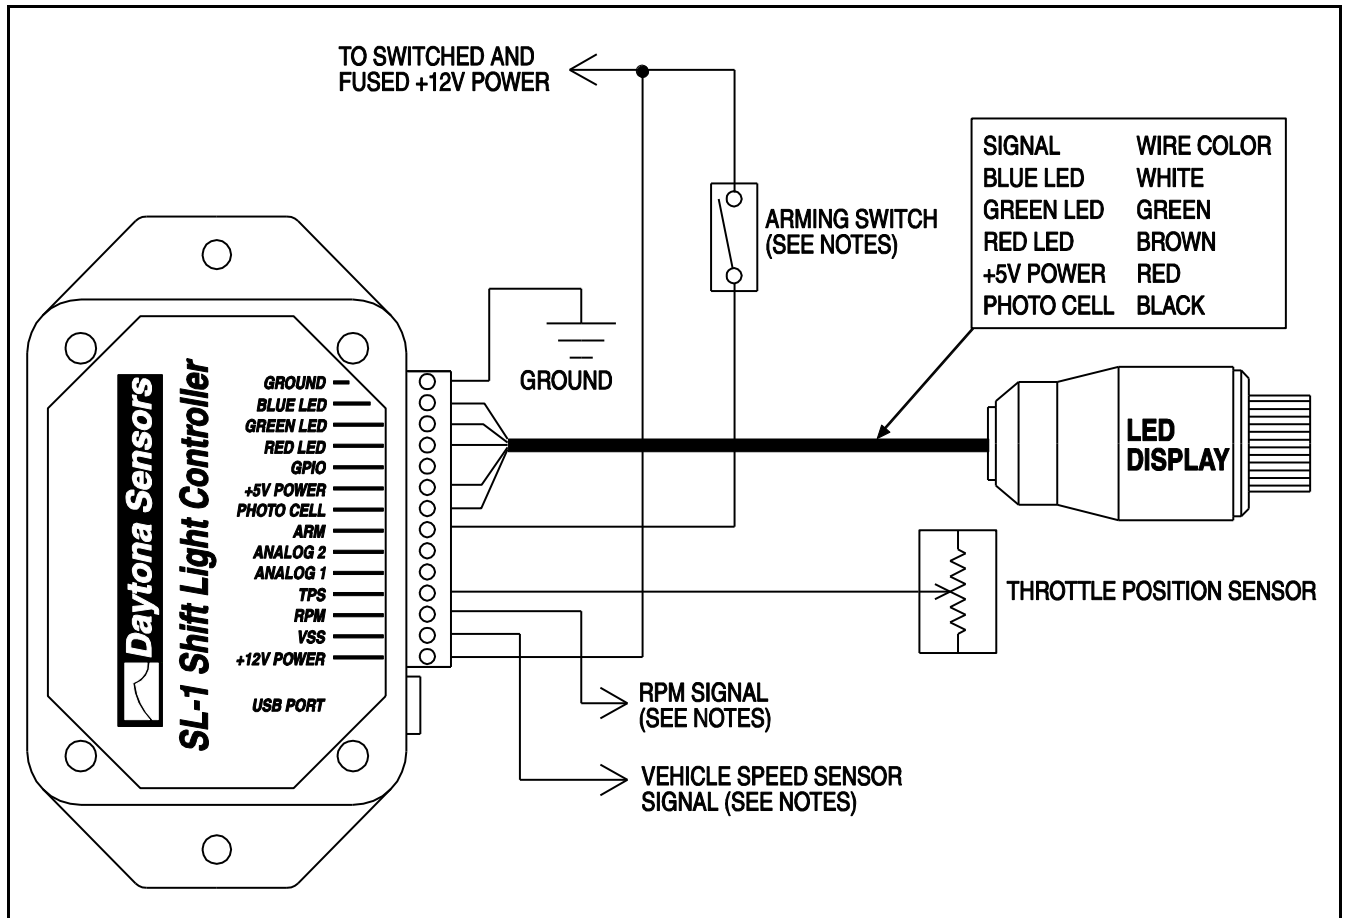 TO SWITCHED AND
FUSED +12V POWER
SIGNAL WIRE COLOR
BLUE LED WHITE
GREEN LED GREEN
RED LED BROWN
+5V POWER RED
PHOTO CELL BLACK
ARMING SWITCH
(SEE NOTES)
GROUND
Daytona Sensors
SL-1 Shift Light Controller
GROUND
BLUE LED
GREEN LED
RED LED
GPIO
+5V POWER
PHOTO CELL
ARM
ANALOG 2
ANALOG 1
TPS
RPM
VSS
+12V POWER
USB PORT
LED
DISPLAY
THROTTLE POSITION SENSOR
RPM SIGNAL
(SEE NOTES)
VEHICLE SPEED SENSOR
SIGNAL (SEE NOTES)